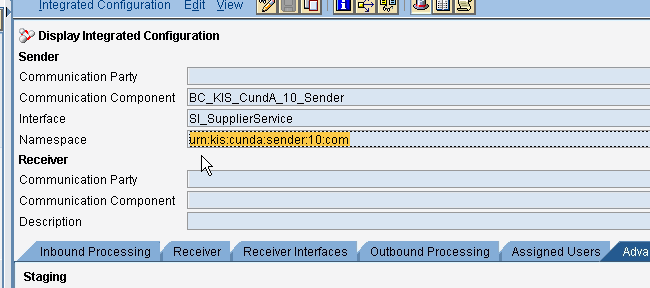 Integrated Configuration Edit View
Display Integrated Configuration
Sender
Communication Party
Communication Component BC_KIS_CundA_10_Sender
Interface SI_SupplierService
Namespace urn:kis:cunda:sender:10:com
Receiver
Communication Party
Communication Component
Description
Inbound Processing Receiver Receiver Interfaces Outbound Processing Assigned Users Adva
Staging